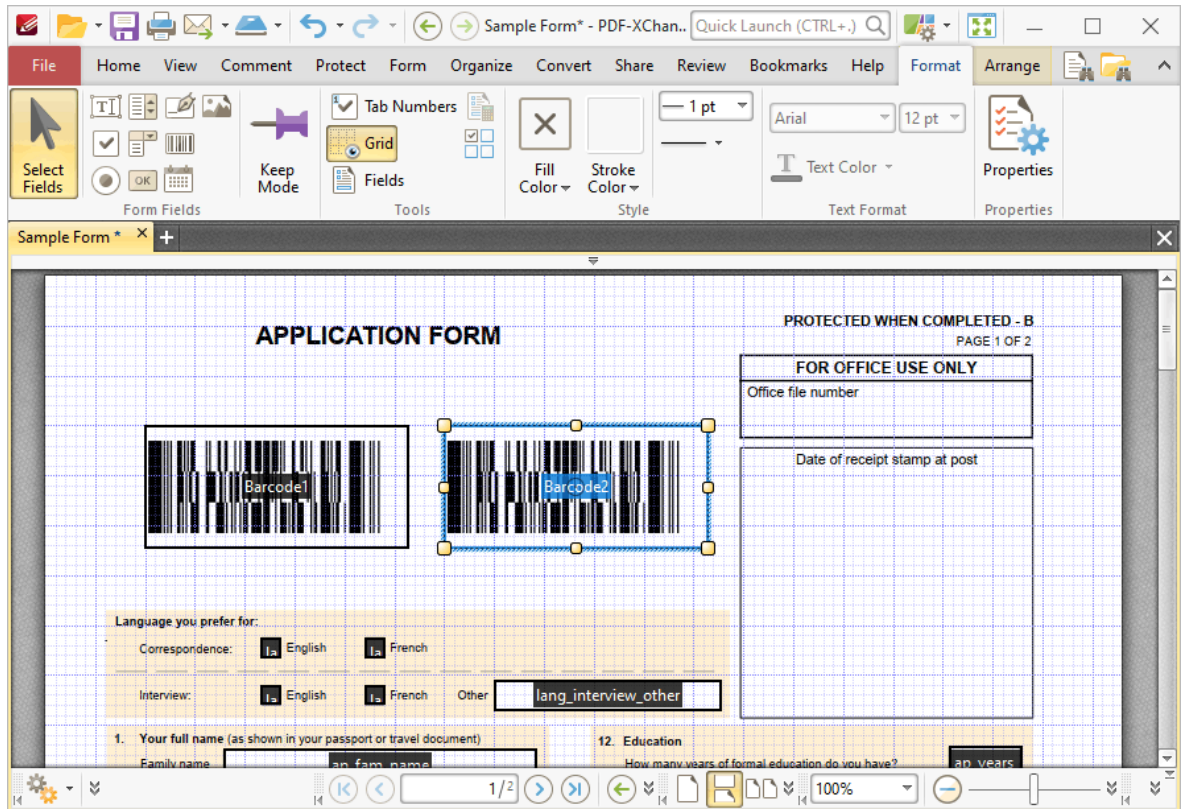 Sample Form* - PDF-XChan..
Quick Launch (CTRL+.)
File Home View Comment Protect Form Organize Convert Share Review Bookmarks Help Format Arrange
Select Fields
OK
Form Fields
Keep Mode
Tab Numbers
Grid
Fields
Tools
Fill Color
Stroke Color
1 pt
Style
Arial 12 pt
Text Color
Text Format
Properties
Properties
Sample Form *
APPLICATION FORM
PROTECTED WHEN COMPLETED - B
PAGE 1 OF 2
FOR OFFICE USE ONLY
Office file number
Date of receipt stamp at post
Barcode1 Barcode2
Language you prefer for:
Correspondence: la English la French
Interview: la English la French Other lang_interview_other
1. Your full name (as shown in your passport or travel document)
Family name ap_fam_name
12. Education
How many years of formal education do you have? ap_years
1/2
100%